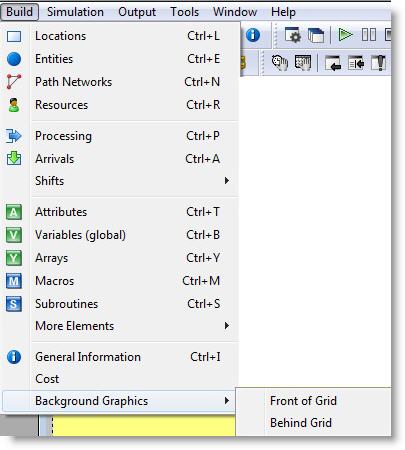 Build Simulation Output Tools Window Help
Locations Ctrl+L
Entities Ctrl+E
Path Networks Ctrl+N
Resources Ctrl+R
Processing Ctrl+P
Arrivals Ctrl+A
Shifts
A Attributes Ctrl+T
V Variables (global) Ctrl+B
A Arrays Ctrl+Y
M Macros Ctrl+M
S Subroutines Ctrl+S
More Elements
General Information Ctrl+I
Cost
Background Graphics
Front of Grid
Behind Grid